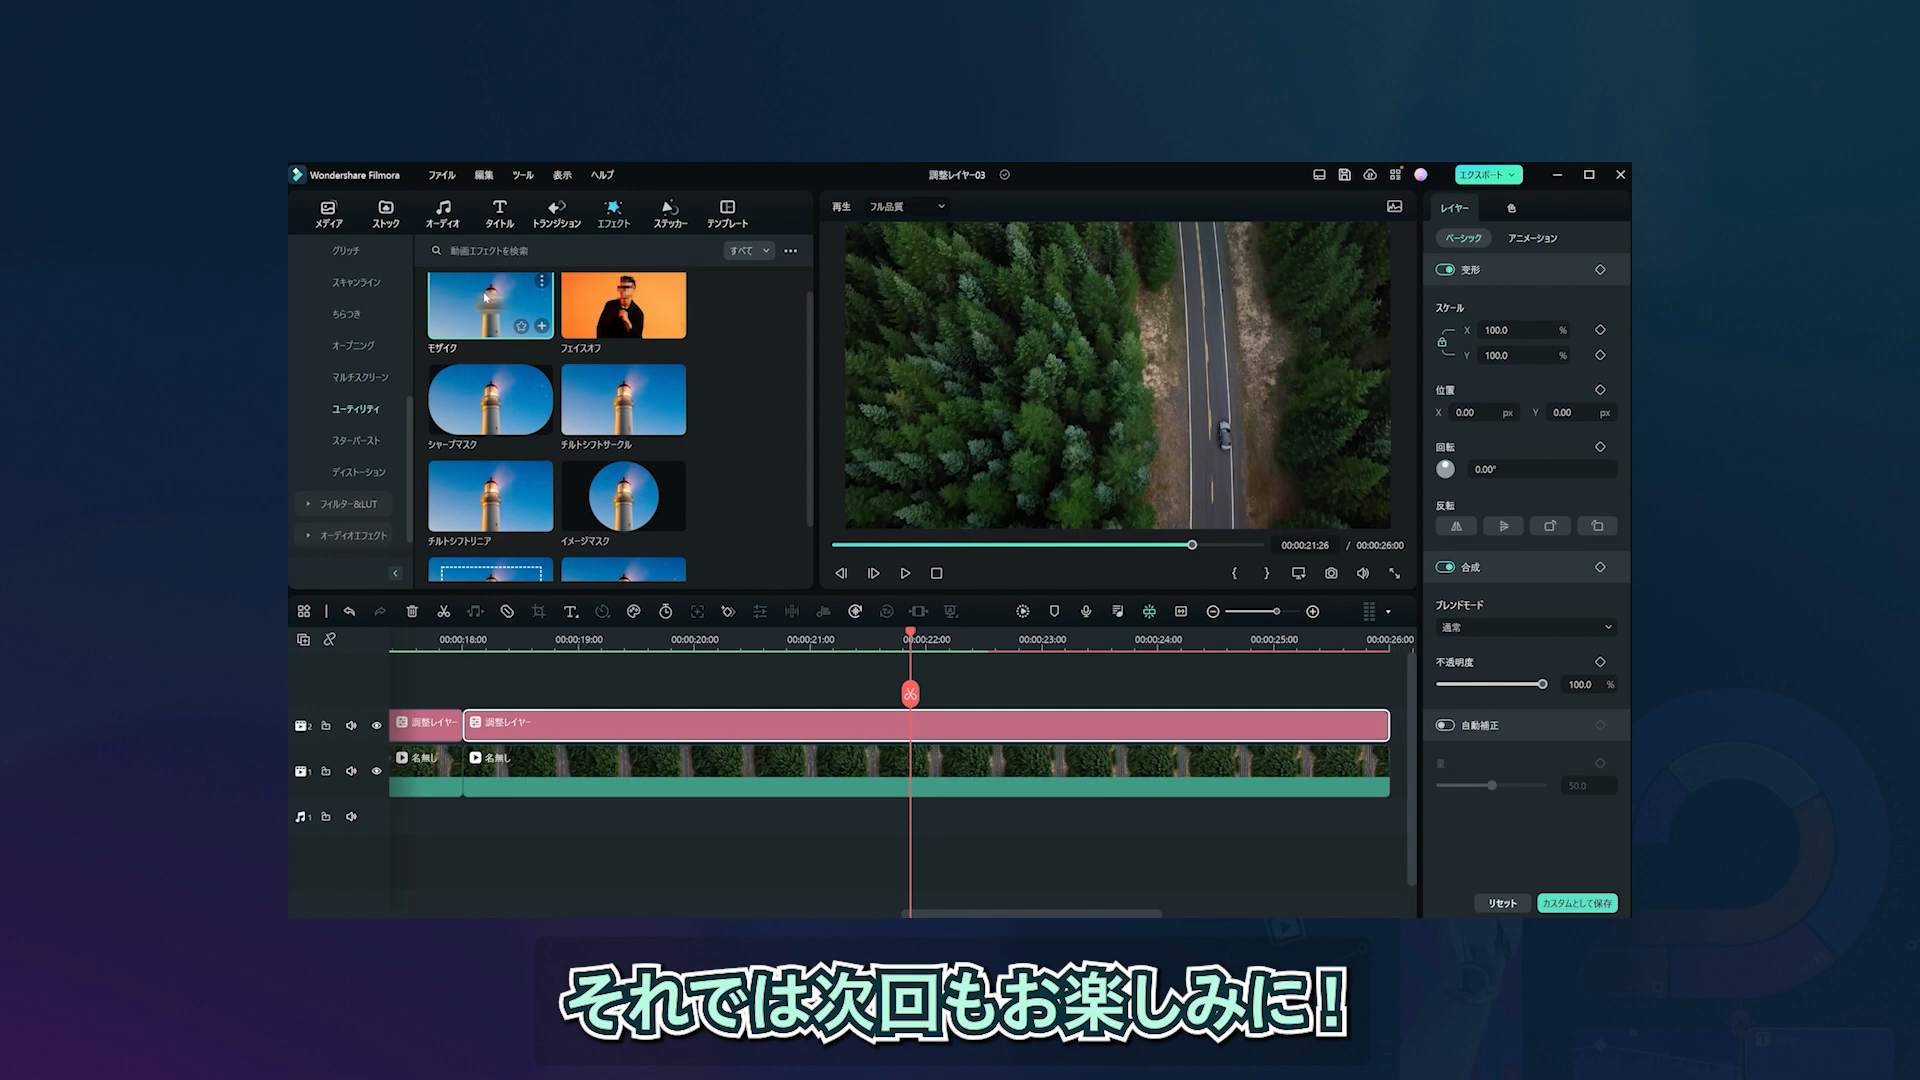 Wondershare Filmora ファイル 編集 ツール 表示 ヘルプ
調整レイヤー03
エクスポート
メディア ストック オーディオ タイトル トランジション エフェクト ステッカー テンプレート
再生 フル品質
レイヤー 色
グリッチ
スキャンライン
ちらつき
オープニング
マルチスクリーン
ユーティリティ
スターバースト
ディストーション
フィルター&LUT
オーディオエフェクト
動画エフェクトを検索 すべて
モザイク フェイスオフ
シャープマスク チルトシフトサークル
チルトシフトリニア イメージマスク
00:00:21:26 / 00:00:26:00
ベーシック アニメーション
変形
スケール
X 100.0 %
Y 100.0 %
位置
X 0.00 px Y 0.00 px
回転
0.00°
反転
合成
ブレンドモード
通常
不透明度
100.0 %
自動補正
量
50.0
リセット カスタムとして保存
00:00:18:00 00:00:19:00 00:00:20:00 00:00:21:00 00:00:22:00 00:00:23:00 00:00:24:00 00:00:25:00 00:00:26:00
2 調整レイヤー 調整レイヤー
1 名無し 名無し
1
それでは次回もお楽しみに!